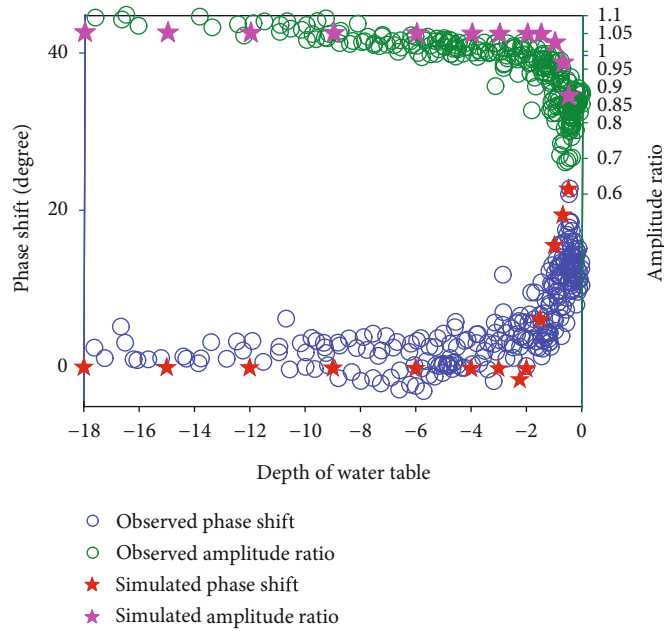 40
20
0
Phase shift (degree)
1.1
1.05
1
0.95
0.9
0.85
0.8
0.7
0.6
Amplitude ratio
−18 −16 −14 −12 −10 −8 −6 −4 −2 0
Depth of water table
Observed phase shift
Observed amplitude ratio
Simulated phase shift
Simulated amplitude ratio